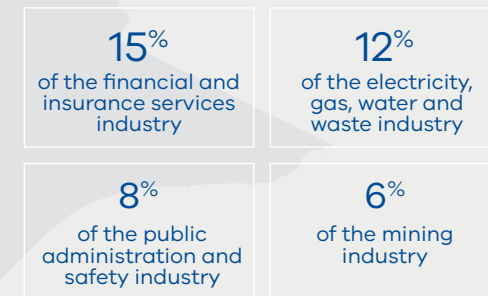 15%
of the financial and
insurance services
industry
12%
of the electricity,
gas, water and
waste industry
8%
of the public
administration and
safety industry
6%
of the mining
industry